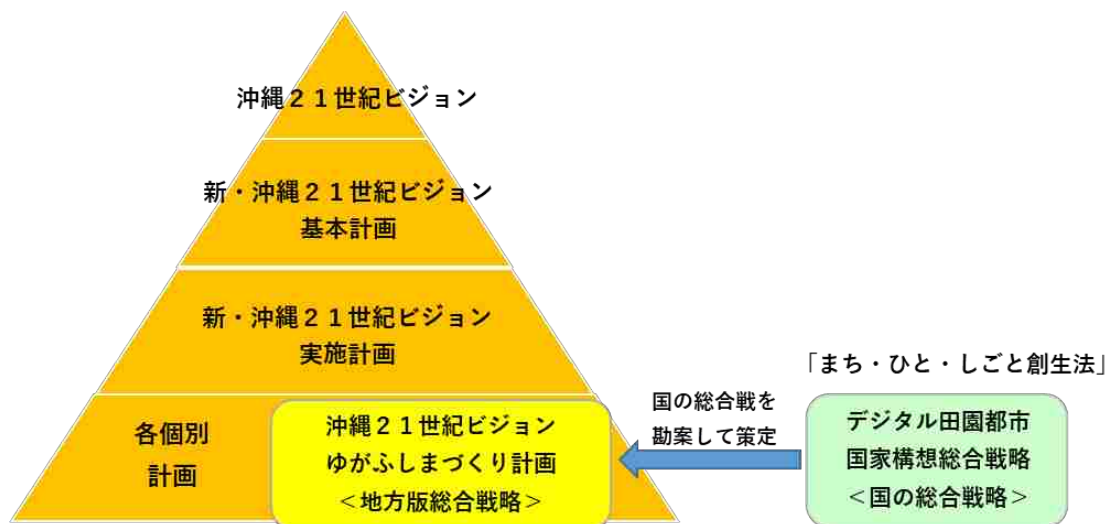 沖縄２１世紀ビジョン
新・沖縄２１世紀ビジョン
基本計画
新・沖縄２１世紀ビジョン
実施計画
各個別
計画
沖縄２１世紀ビジョン
ゆがふしまづくり計画
＜地方版総合戦略＞
国の総合戦を
勘案して策定
「まち・ひと・しごと創生法」
デジタル田園都市
国家構想総合戦略
＜国の総合戦略＞